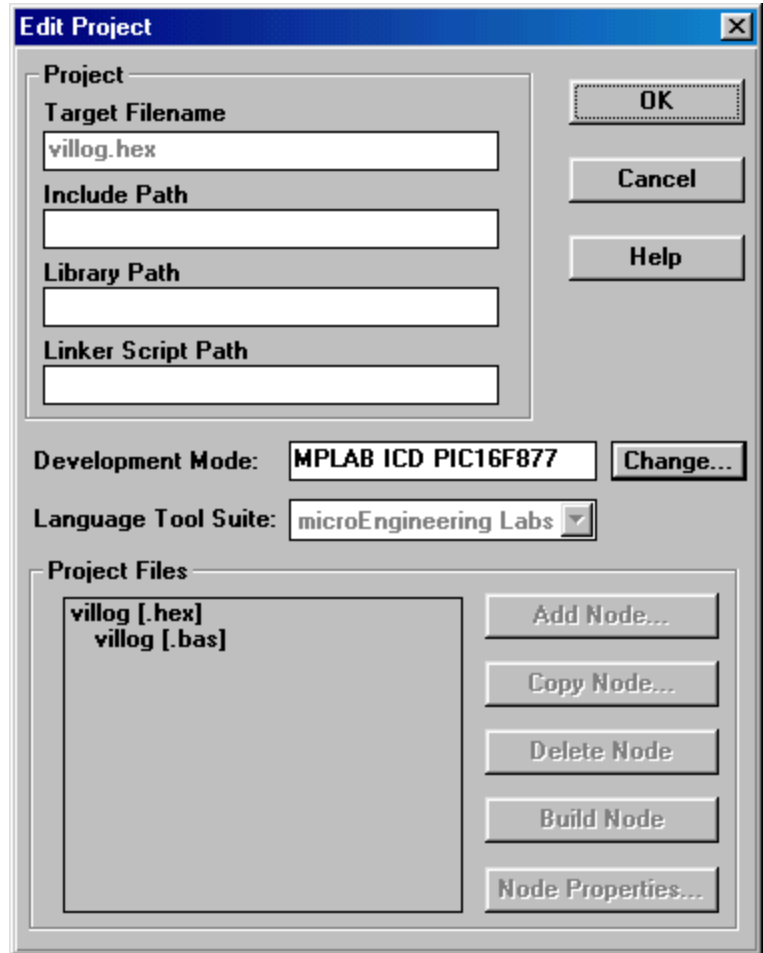 Edit Project
Project
Target Filename
villog.hex
Include Path
Library Path
Linker Script Path
OK
Cancel
Help
Development Mode: MPLAB ICD PIC16F877 Change...
Language Tool Suite: microEngineering Labs
Project Files
villog [.hex]
villog [.bas]
Add Node...
Copy Node...
Delete Node
Build Node
Node Properties...